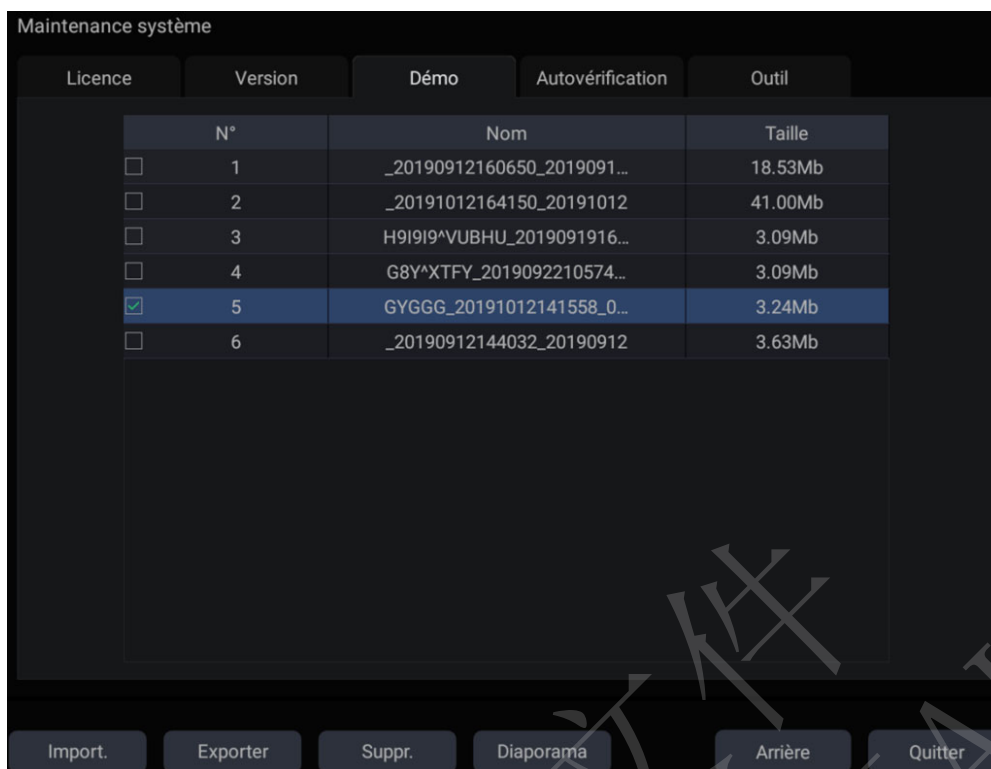 Maintenance système
Licence Version Démo Autovérification Outil
N° Nom Taille
1 _20190912160650_2019091... 18.53Mb
2 _20191012164150_20191012 41.00Mb
3 H9I9I9^VUBHU_2019091916... 3.09Mb
4 G8Y^XTFY_2019092210574... 3.09Mb
5 GYGGG_20191012141558_0... 3.24Mb
6 _20190912144032_20190912 3.63Mb
文件
Import. Exporter Suppr. Diaporama Arrière Quitter